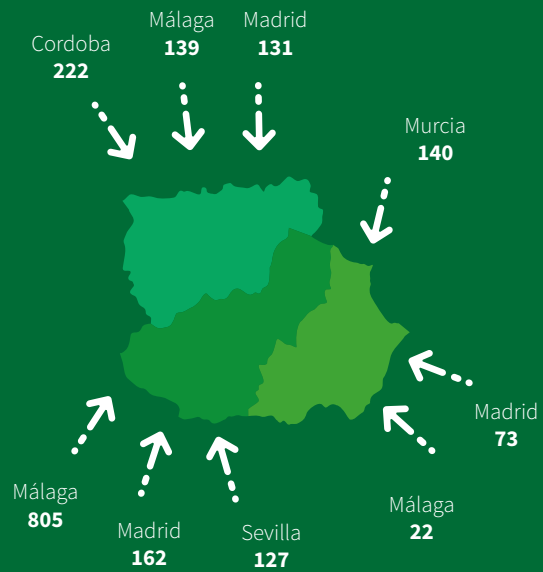 Málaga
139
Madrid
131
Cordoba
222
Murcia
140
Madrid
73
Málaga
22
Málaga
805
Madrid
162
Sevilla
127